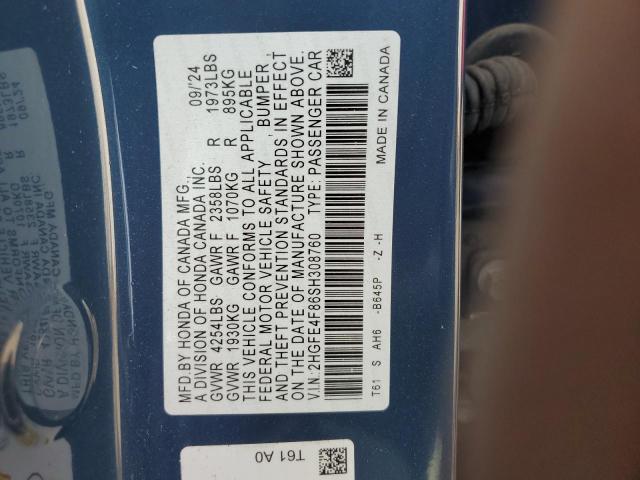 MFD.BY HONDA OF CANADA MFG., 09/'24
A DIVISION OF HONDA CANADA INC.
GVWR 4254LBS GAWR F 2358LBS R 1973LBS
GVWR 1930KG GAWR F 1070KG R 895KG
THIS VEHICLE CONFORMS TO ALL APPLICABLE
FEDERAL MOTOR VEHICLE SAFETY , BUMPER ,
AND THEFT PREVENTION STANDARDS IN EFFECT
ON THE DATE OF MANUFACTURE SHOWN ABOVE.
V.I.N.:2HGFE4F86SH308760 TYPE: PASSENGER CAR
T61 S AH6 -B645P -Z -H MADE IN CANADA
T61 A0